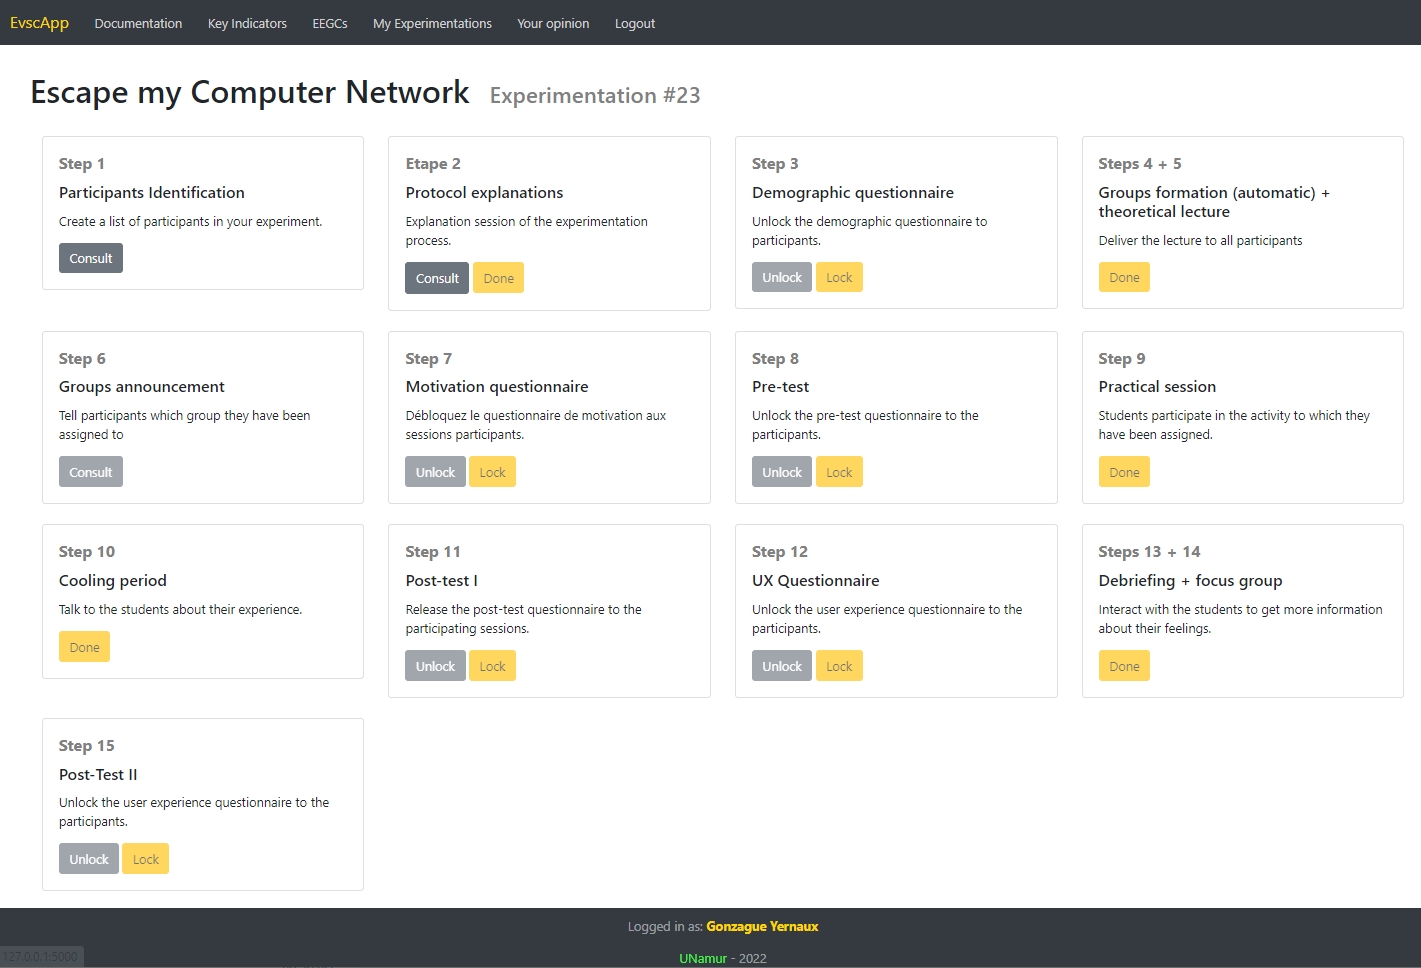 EvscApp Documentation Key Indicators EEGCs My Experimentations Your opinion Logout
Escape my Computer Network Experimentation #23
Step 1
Participants Identification
Create a list of participants in your experiment.
Consult
Etape 2
Protocol explanations
Explanation session of the experimentation
process.
Consult Done
Step 3
Demographic questionnaire
Unlock the demographic questionnaire to
participants.
Unlock Lock
Steps 4 + 5
Groups formation (automatic) +
theoretical lecture
Deliver the lecture to all participants
Done
Step 6
Groups announcement
Tell participants which group they have been
assigned to
Consult
Step 7
Motivation questionnaire
Débloquez le questionnaire de motivation aux
sessions participants.
Unlock Lock
Step 8
Pre-test
Unlock the pre-test questionnaire to the
participants.
Unlock Lock
Step 9
Practical session
Students participate in the activity to which they
have been assigned.
Done
Step 10
Cooling period
Talk to the students about their experience.
Done
Step 11
Post-test I
Release the post-test questionnaire to the
participating sessions.
Unlock Lock
Step 12
UX Questionnaire
Unlock the user experience questionnaire to the
participants.
Unlock Lock
Steps 13 + 14
Debriefing + focus group
Interact with the students to get more information
about their feelings.
Done
Step 15
Post-Test II
Unlock the user experience questionnaire to the
participants.
Unlock Lock
Logged in as: Gonzague Yernaux
127.0.0.1:5000
UNamur - 2022